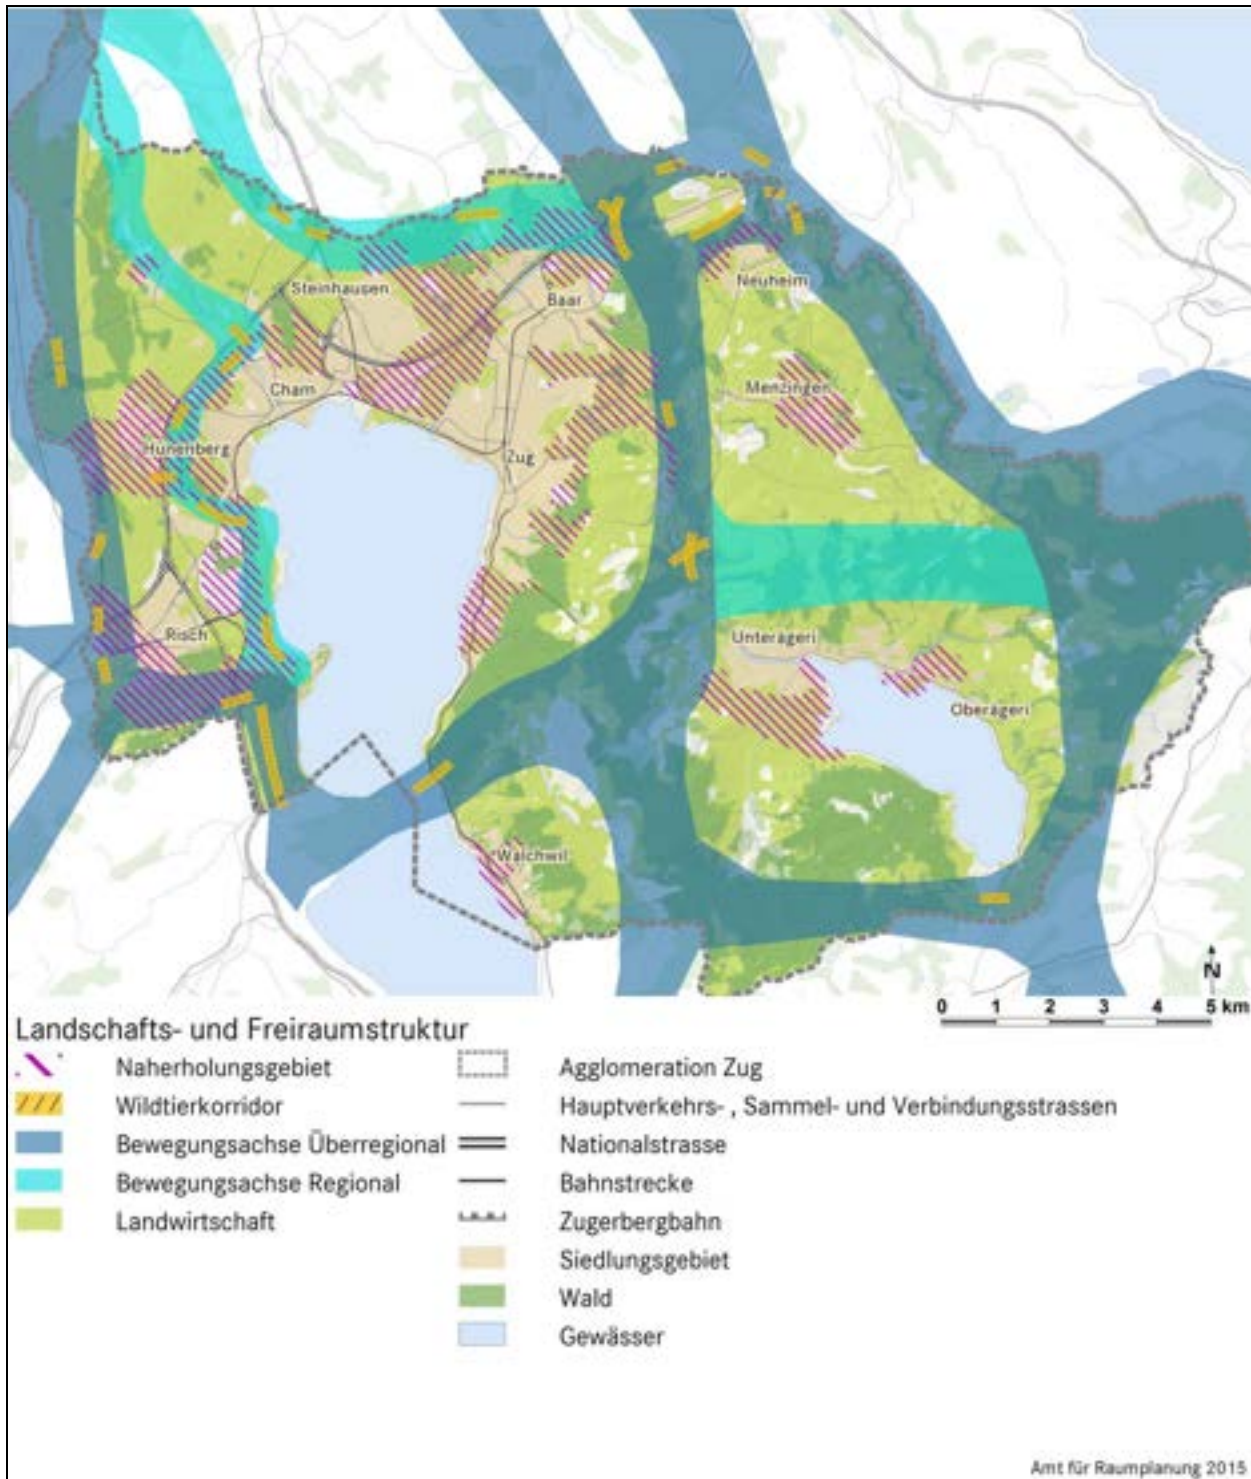 Steinhausen
Baar
Neuheim
Cham
Menzingen
Hünenberg
Zug
Risch
Unterägeri
Oberägeri
Walchwil
N
0 1 2 3 4 5 km
Landschafts- und Freiraumstruktur
Naherholungsgebiet
Wildtierkorridor
Bewegungsachse Überregional
Bewegungsachse Regional
Landwirtschaft
Agglomeration Zug
Hauptverkehrs- , Sammel- und Verbindungsstrassen
Nationalstrasse
Bahnstrecke
Zugerbergbahn
Siedlungsgebiet
Wald
Gewässer
Amt für Raumplanung 2015